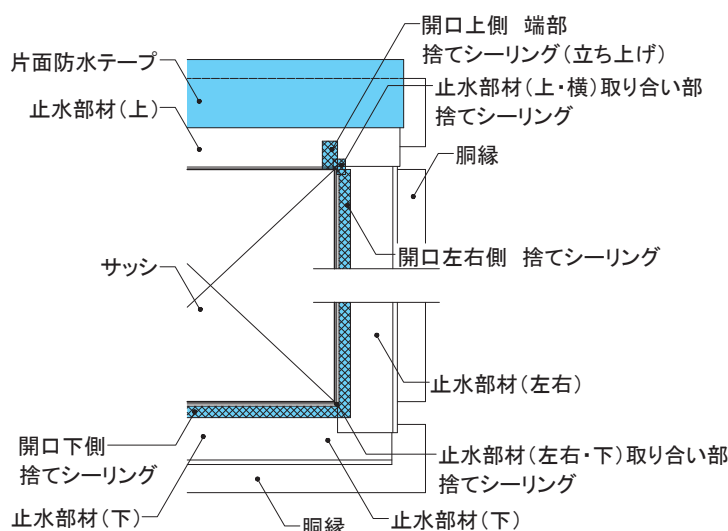 開口上側 端部
捨てシーリング(立ち上げ)
片面防水テープ
止水部材(上・横)取り合い部
捨てシーリング
止水部材(上)
胴縁
開口左右側 捨てシーリング
サッシ
止水部材(左右)
開口下側
捨てシーリング
止水部材(左右・下)取り合い部
捨てシーリング
止水部材(下)
胴縁
止水部材(下)